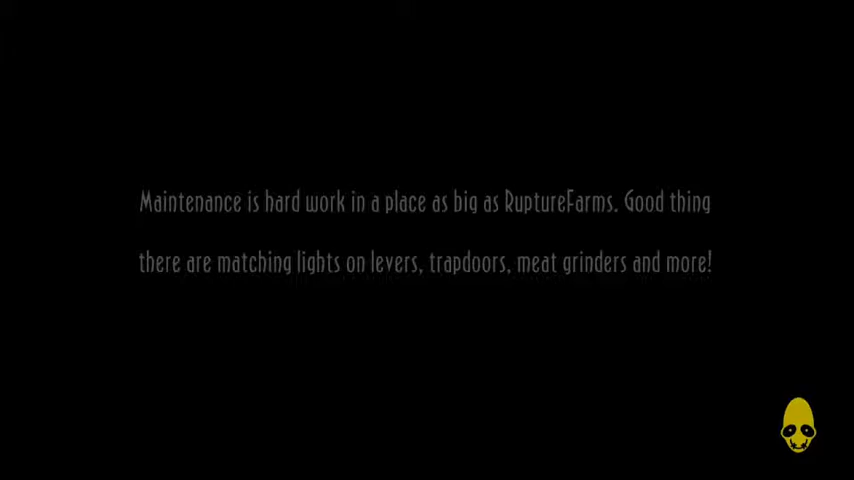 Maintenance is hard work in a place as big as RuptureFarms. Good thing
there are matching lights on levers, trapdoors, meat grinders and more!